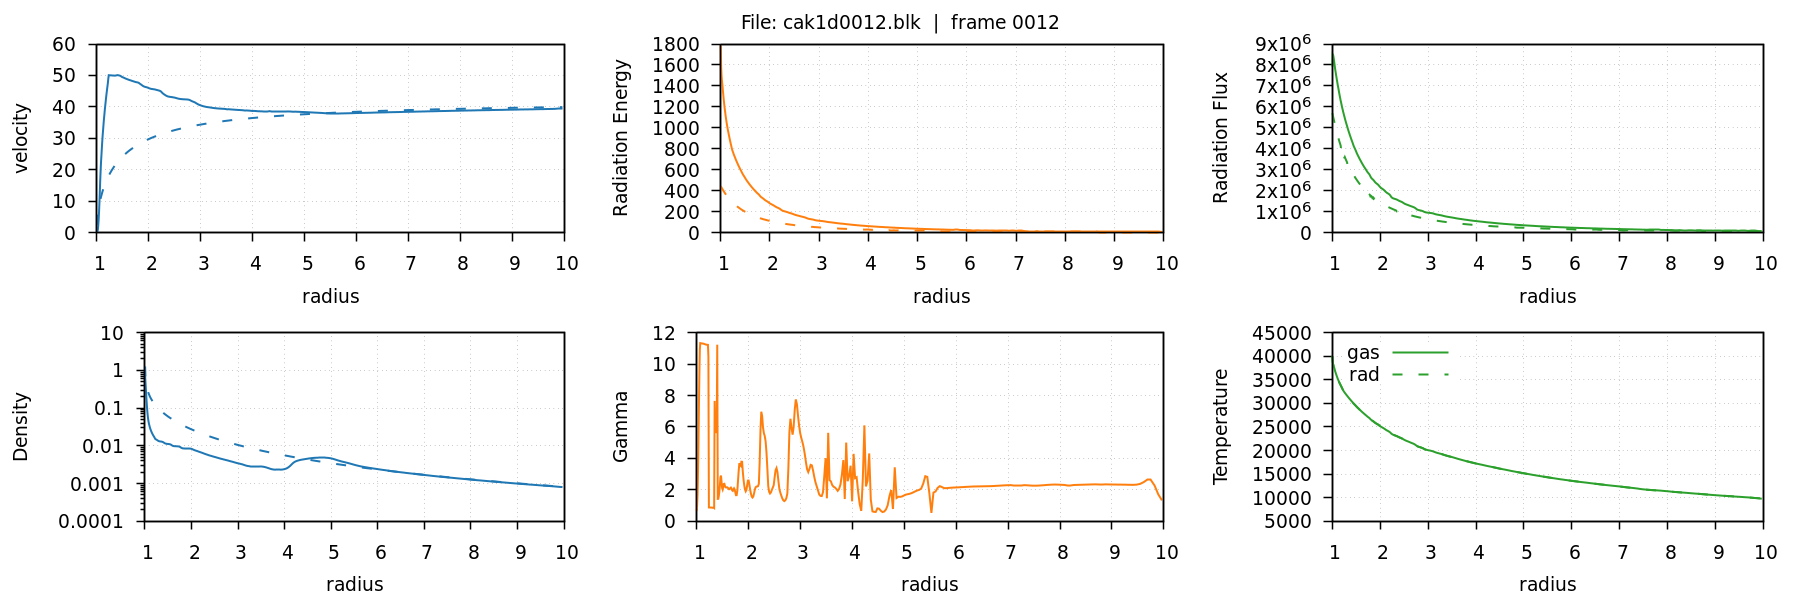 File: cak1d0012.blk | frame 0012
velocity
60
50
40
30
20
10
0
1 2 3 4 5 6 7 8 9 10
radius
Radiation Energy
1800
1600
1400
1200
1000
800
600
400
200
0
1 2 3 4 5 6 7 8 9 10
radius
Radiation Flux
9x10⁶
8x10⁶
7x10⁶
6x10⁶
5x10⁶
4x10⁶
3x10⁶
2x10⁶
1x10⁶
0
1 2 3 4 5 6 7 8 9 10
radius
Density
10
1
0.1
0.01
0.001
0.0001
1 2 3 4 5 6 7 8 9 10
radius
Gamma
12
10
8
6
4
2
0
1 2 3 4 5 6 7 8 9 10
radius
Temperature
45000
40000
35000
30000
25000
20000
15000
10000
5000
gas
rad
1 2 3 4 5 6 7 8 9 10
radius